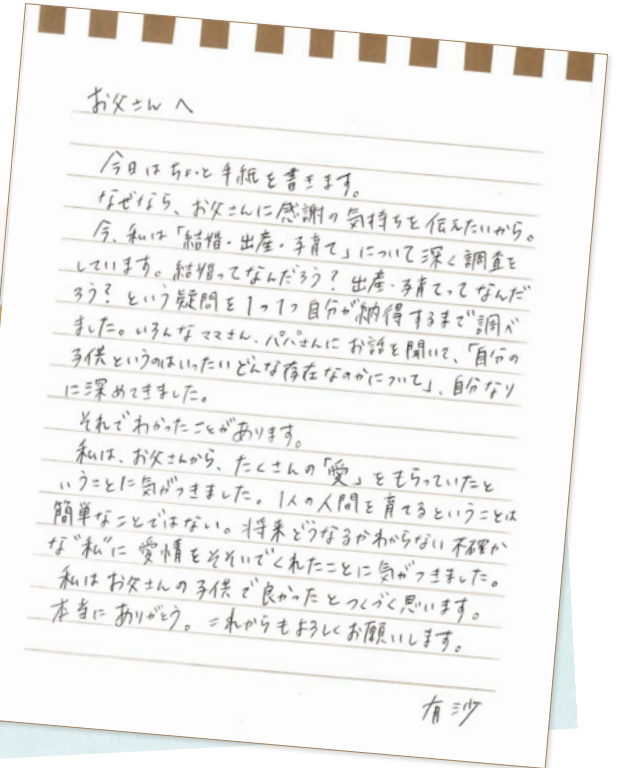 お父さんへ
今日はちょっと手紙を書きます。
なぜなら、お父さんに感謝の気持ちを伝えたいから。
今、私は「結婚・出産・子育て」について深く調査を
しています。結婚ってなんだろう?出産・子育てってなんだ
ろう?という疑問を1つ1つ自分が納得するまで調べ
ました。いろんなママさん、パパさんにお話を聞いて、「自分の
子供というのはいったいどんな存在なのかについて」、自分なり
に深めてきました。
それでわかったことがあります。
私は、お父さんから、たくさんの「愛」をもらっていたと
いうことに気がつきました。1人の人間を育てるということは
簡単なことではない。将来どうなるかわからない不確か
な"私"に愛情をそそいでくれたことに気がつきました。
私はお父さんの子供で良かったとつくづく思います。
本当にありがとう。これからもよろしくお願いします。
有沙